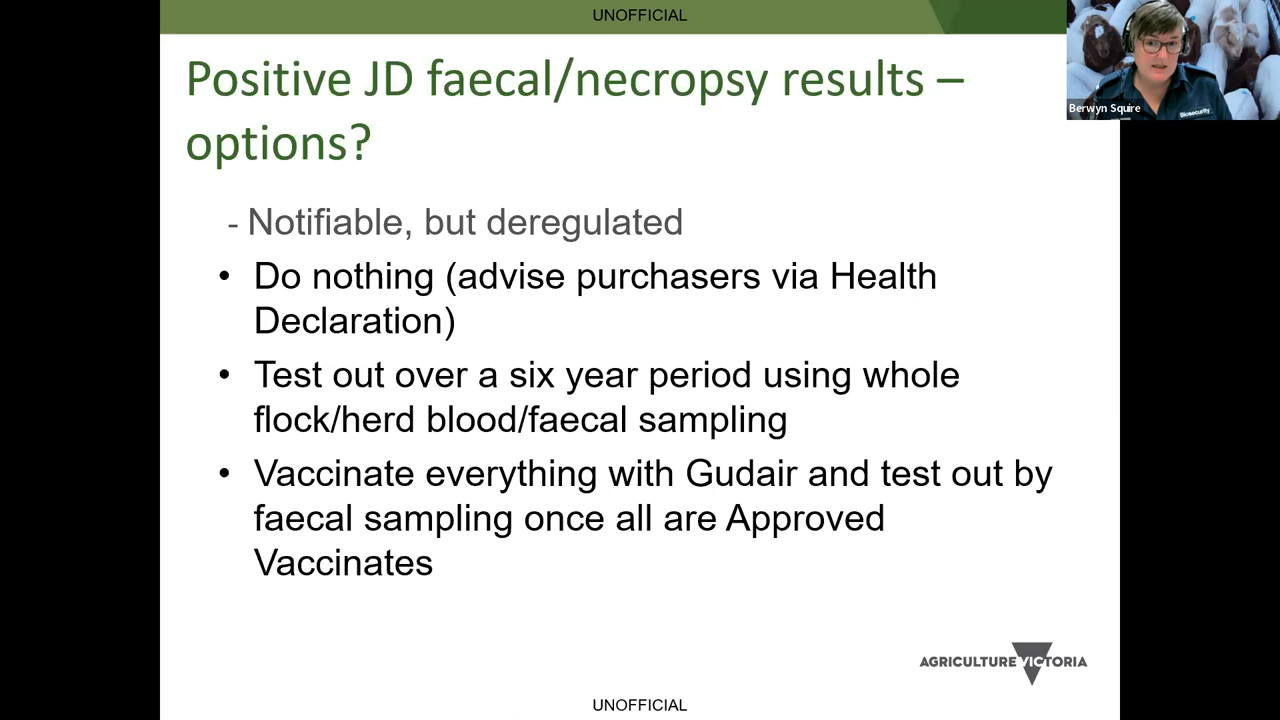 UNOFFICIAL
Positive JD faecal/necropsy results –
options?
- Notifiable, but deregulated
• Do nothing (advise purchasers via Health
Declaration)
• Test out over a six year period using whole
flock/herd blood/faecal sampling
• Vaccinate everything with Gudair and test out by
faecal sampling once all are Approved
Vaccinates
Berwyn Squire
Biosecurity
AGRICULTURE VICTORIA
UNOFFICIAL